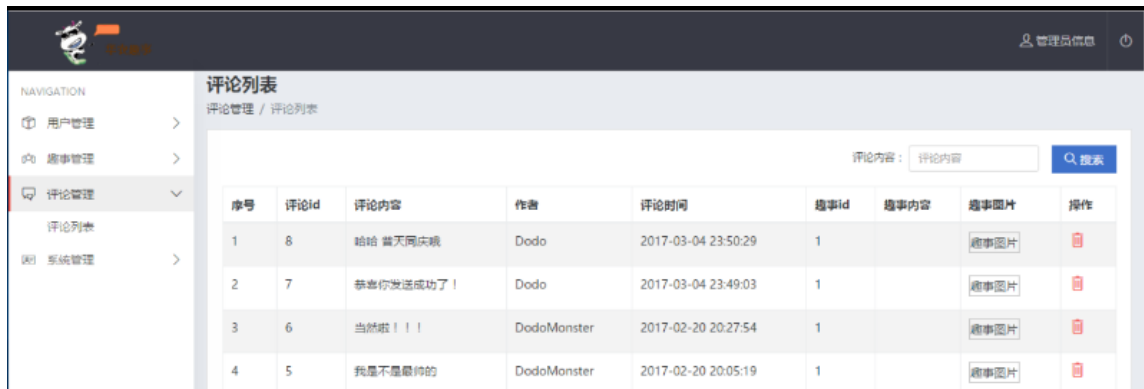 管理员信息
NAVIGATION
用户管理
趣事管理
评论管理
评论列表
系统管理
评论列表
评论管理 / 评论列表
评论内容： 评论内容 搜索
序号 评论id 评论内容 作者 评论时间 趣事id 趣事内容 趣事图片 操作
1 8 哈哈 普天同庆哦 Dodo 2017-03-04 23:50:29 1 趣事图片
2 7 恭喜你发送成功了！ Dodo 2017-03-04 23:49:03 1 趣事图片
3 6 当然啦！！！ DodoMonster 2017-02-20 20:27:54 1 趣事图片
4 5 我是不是最帅的 DodoMonster 2017-02-20 20:05:19 1 趣事图片